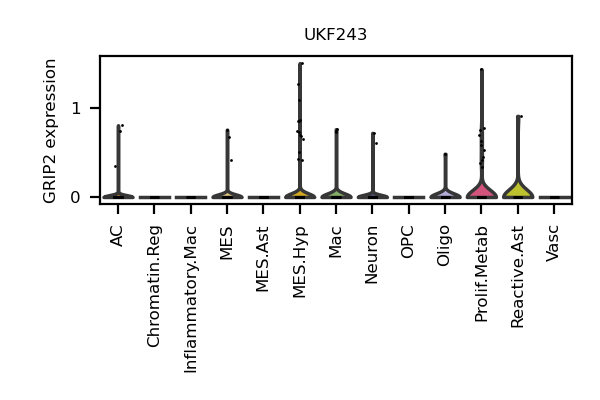 UKF243
GRIP2 expression
1
0
AC
Chromatin.Reg
Inflammatory.Mac
MES
MES.Ast
MES.Hyp
Mac
Neuron
OPC
Oligo
Prolif.Metab
Reactive.Ast
Vasc